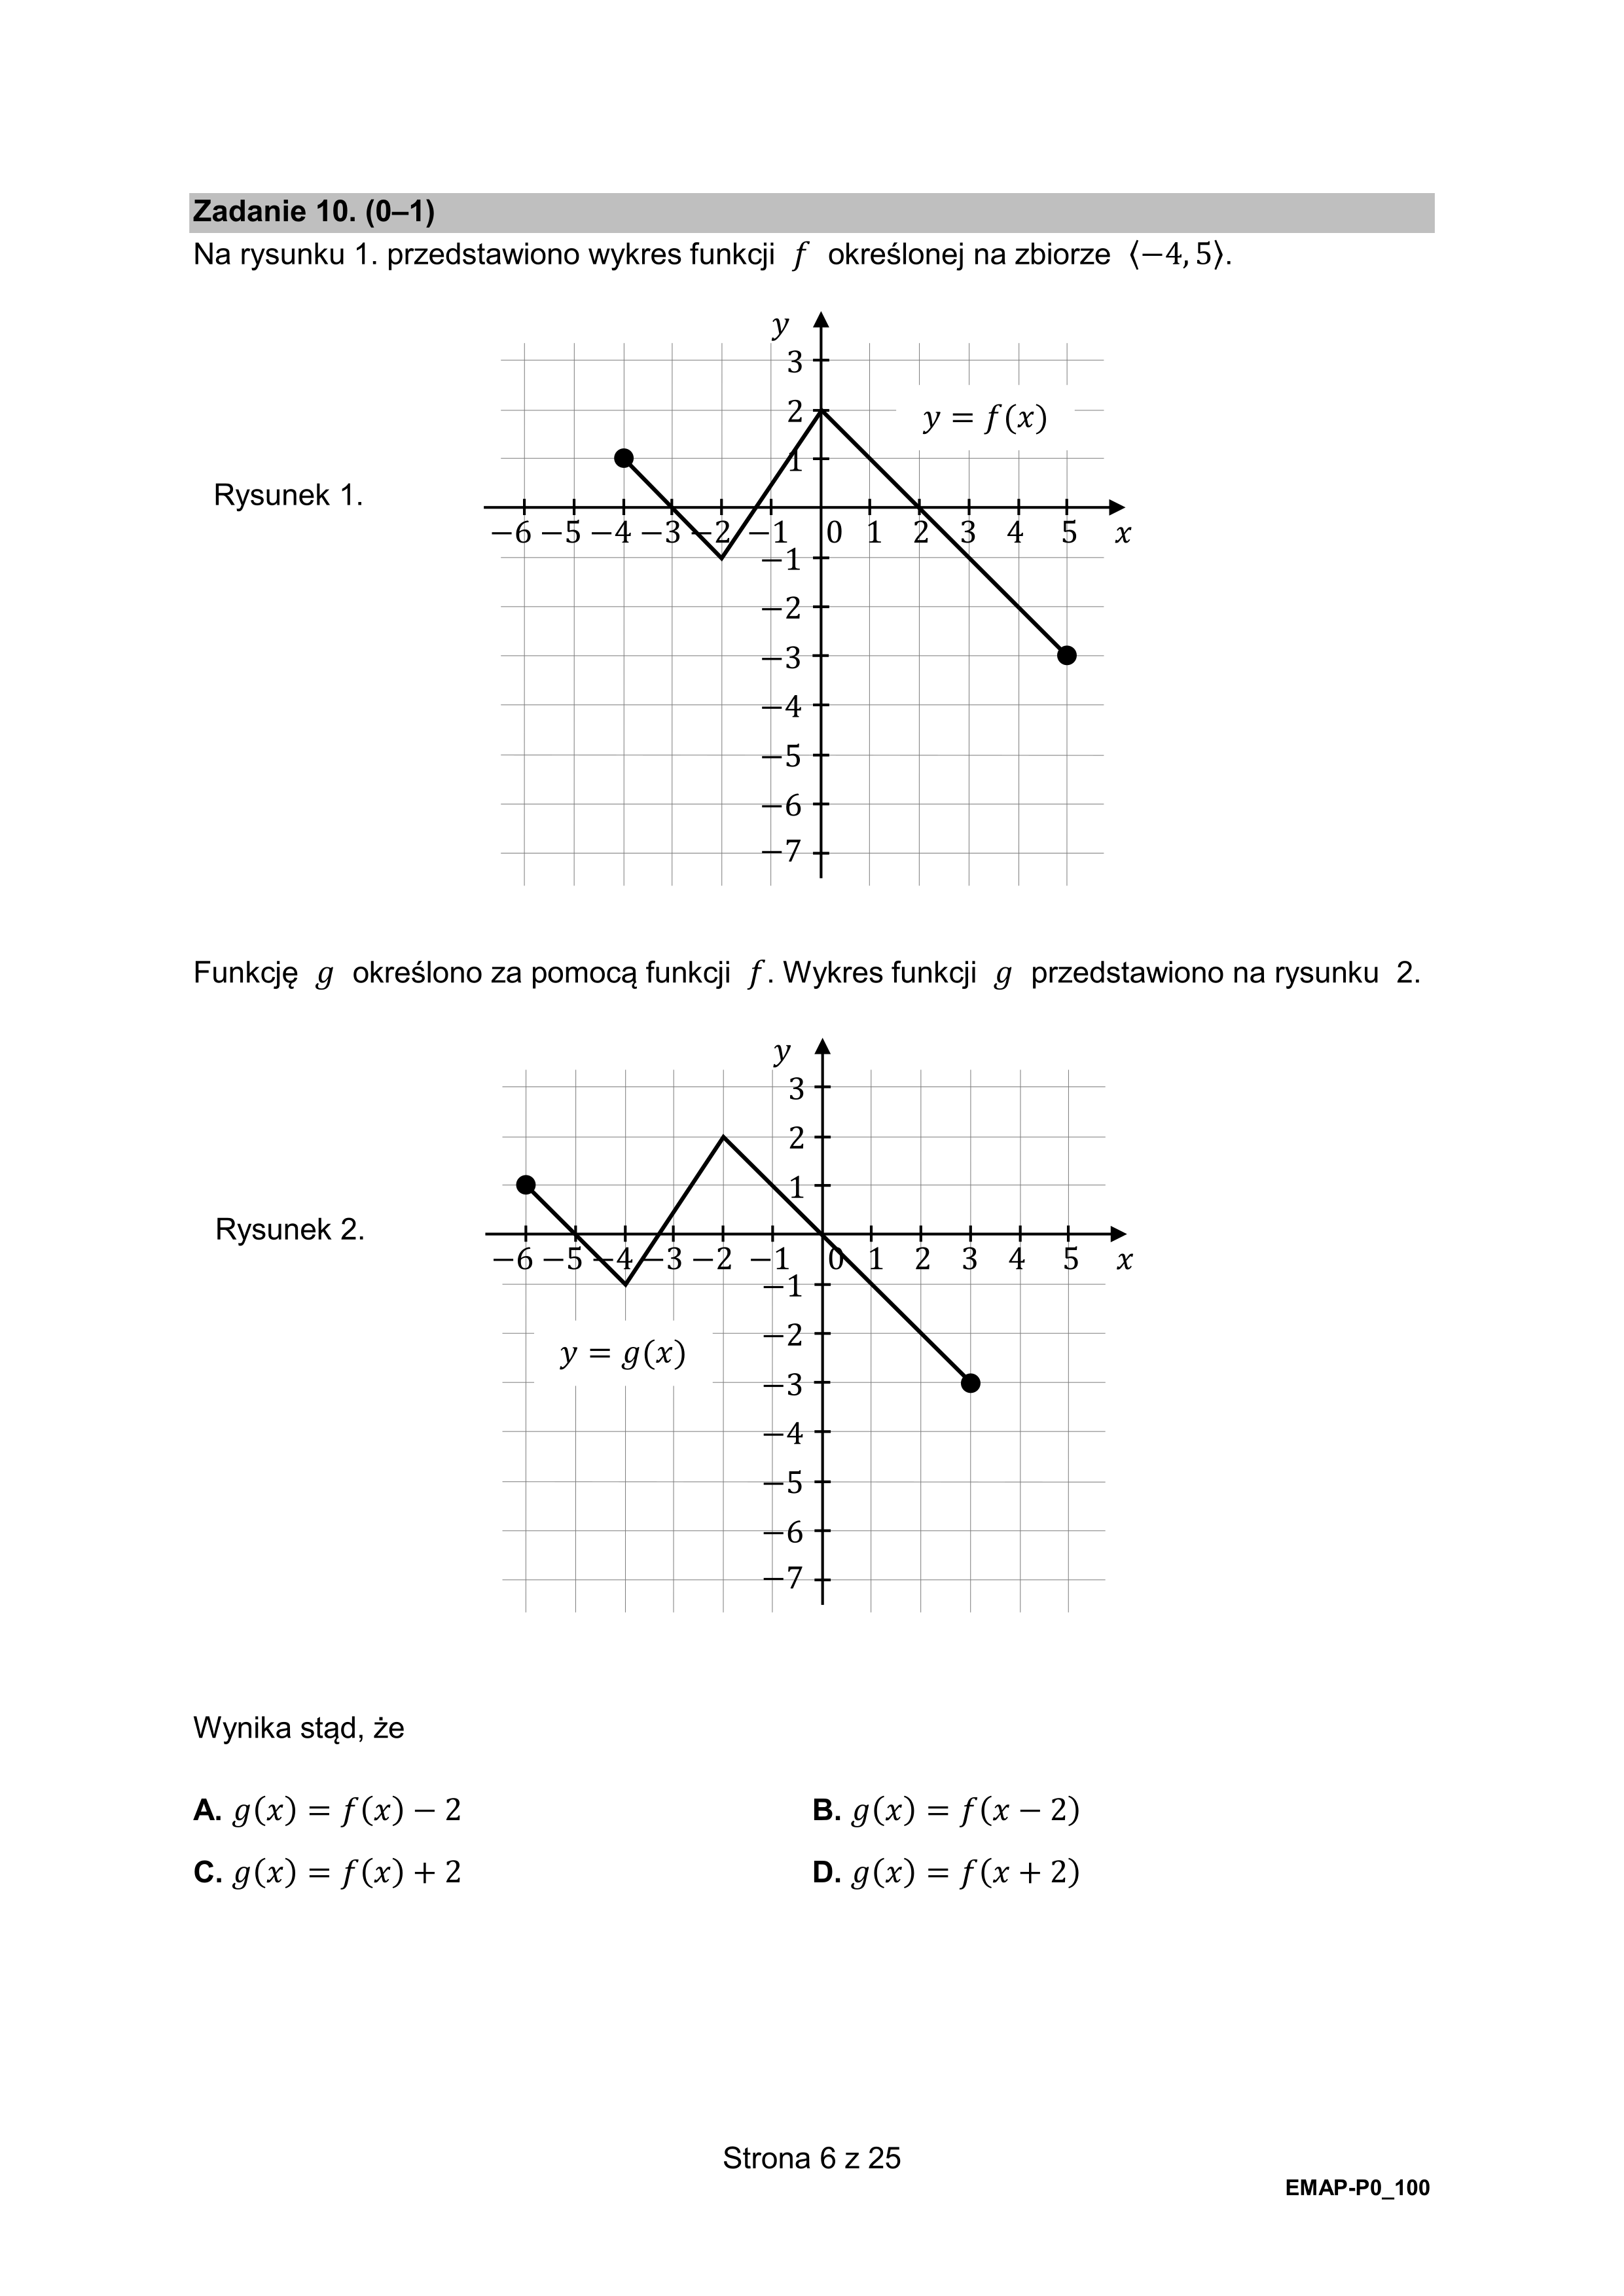 Zadanie 10. (0–1)
Na rysunku 1. przedstawiono wykres funkcji f określonej na zbiorze ⟨−4, 5⟩.
y
3
2
y = f(x)
1
Rysunek 1.
−6 −5 −4 −3 −2 −1 0 1 2 3 4 5 x
−1
−2
−3
−4
−5
−6
−7
Funkcję g określono za pomocą funkcji f. Wykres funkcji g przedstawiono na rysunku 2.
y
3
2
1
Rysunek 2.
−6 −5 −4 −3 −2 −1 0 1 2 3 4 5 x
−1
−2
y = g(x)
−3
−4
−5
−6
−7
Wynika stąd, że
A. g(x) = f(x) − 2 B. g(x) = f(x − 2)
C. g(x) = f(x) + 2 D. g(x) = f(x + 2)
Strona 6 z 25
EMAP-P0_100